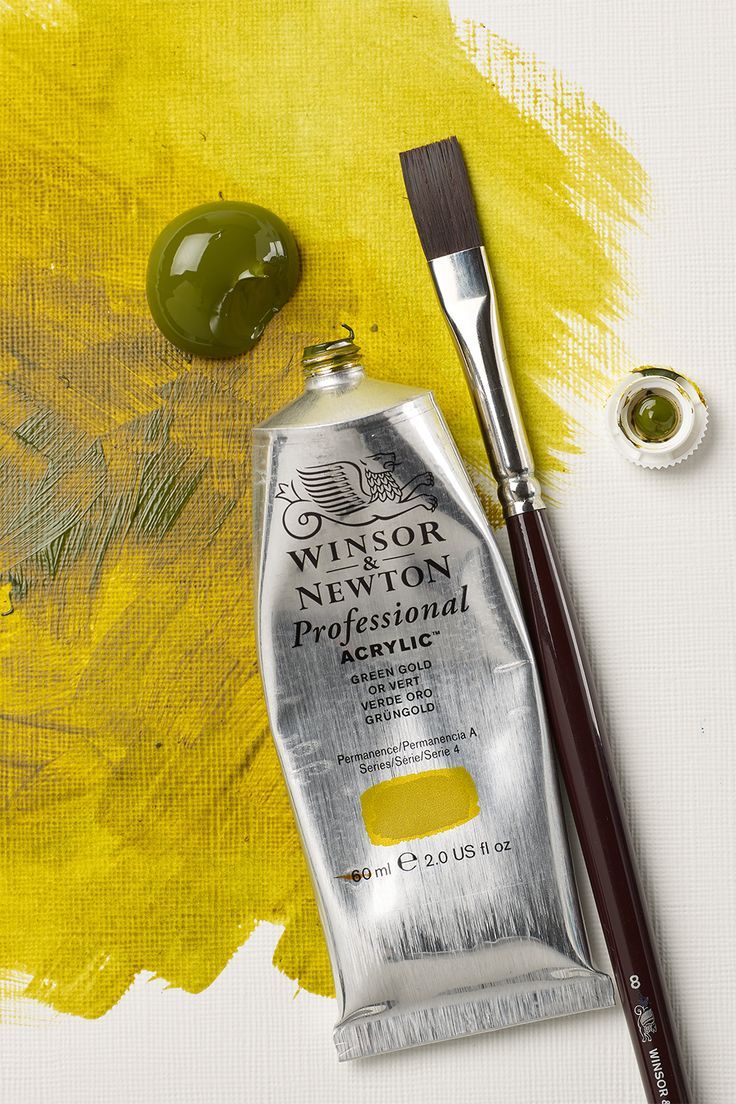 WINSOR
&
NEWTON
Professional
ACRYLIC™
GREEN GOLD
OR VERT
VERDE ORO
GRÜNGOLD
Permanence/Permanencia A
Series/Série/Serie 4
60 ml ℮ 2.0 US fl oz
8
WINSOR &